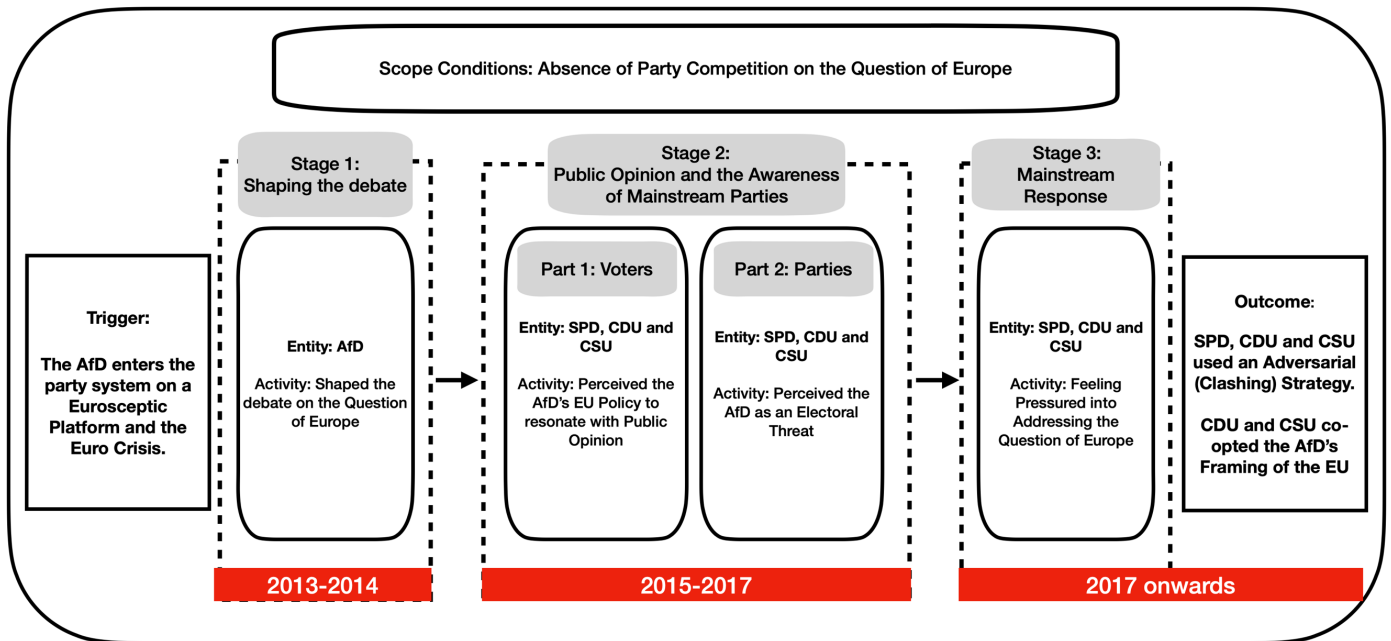 Scope Conditions: Absence of Party Competition on the Question of Europe
Stage 1:
Shaping the debate
Stage 2:
Public Opinion and the Awareness
of Mainstream Parties
Stage 3:
Mainstream
Response
Trigger:
The AfD enters the
party system on a
Eurosceptic
Platform and the
Euro Crisis.
Entity: AfD
Activity: Shaped the
debate on the Question
of Europe
Part 1: Voters
Entity: SPD, CDU and
CSU
Activity: Perceived the
AfD’s EU Policy to
resonate with Public
Opinion
Part 2: Parties
Entity: SPD, CDU and
CSU
Activity: Perceived the
AfD as an Electoral
Threat
Entity: SPD, CDU and
CSU
Activity: Feeling
Pressured into
Addressing the
Question of Europe
Outcome:
SPD, CDU and CSU
used an Adversarial
(Clashing) Strategy.
CDU and CSU co-
opted the AfD’s
Framing of the EU
2013-2014
2015-2017
2017 onwards